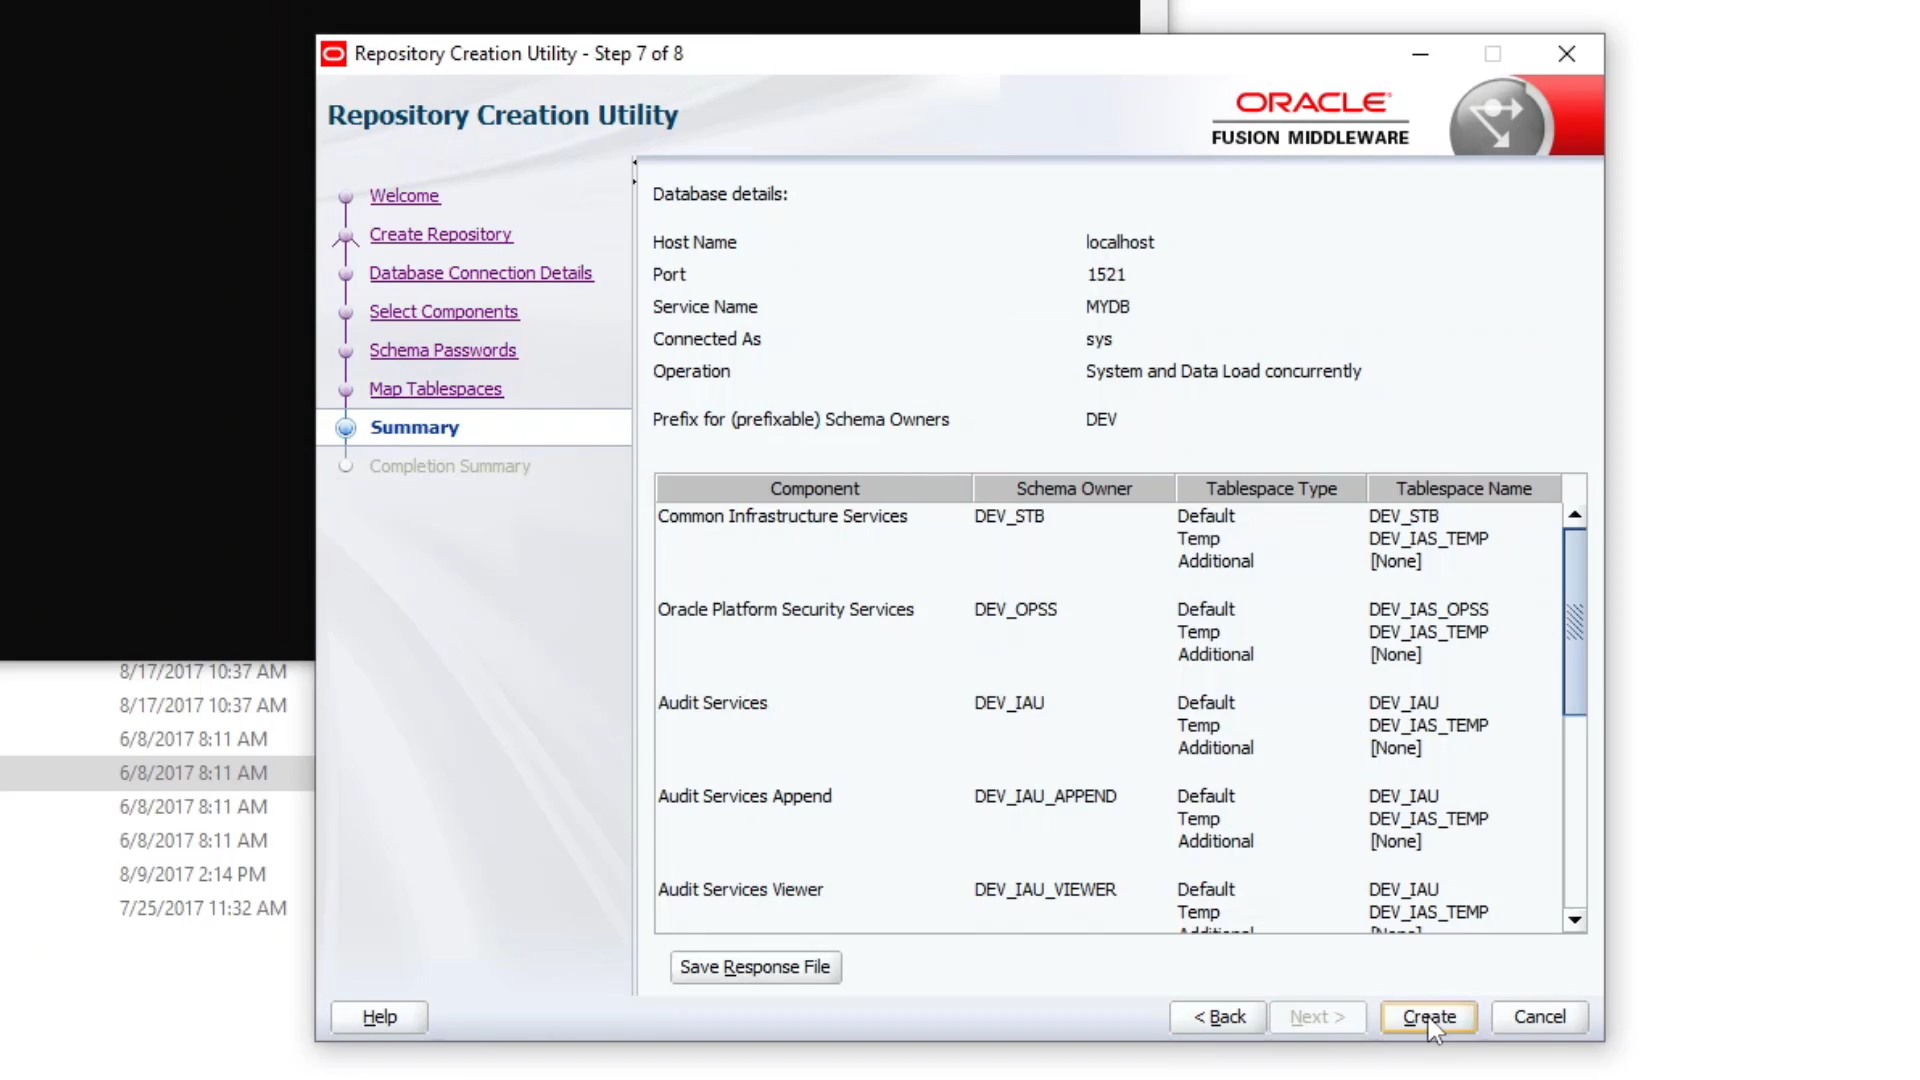 Repository Creation Utility - Step 7 of 8
Repository Creation Utility
ORACLE
FUSION MIDDLEWARE
Welcome
Create Repository
Database Connection Details
Select Components
Schema Passwords
Map Tablespaces
Summary
Completion Summary
Database details:
Host Name localhost
Port 1521
Service Name MYDB
Connected As sys
Operation System and Data Load concurrently
Prefix for (prefixable) Schema Owners DEV
Component Schema Owner Tablespace Type Tablespace Name
Common Infrastructure Services DEV_STB Default DEV_STB
Temp DEV_IAS_TEMP
Additional [None]
Oracle Platform Security Services DEV_OPSS Default DEV_IAS_OPSS
Temp DEV_IAS_TEMP
Additional [None]
Audit Services DEV_IAU Default DEV_IAU
Temp DEV_IAS_TEMP
Additional [None]
Audit Services Append DEV_IAU_APPEND Default DEV_IAU
Temp DEV_IAS_TEMP
Additional [None]
Audit Services Viewer DEV_IAU_VIEWER Default DEV_IAU
Temp DEV_IAS_TEMP
Save Response File
Help
< Back Next > Create Cancel
8/17/2017 10:37 AM
8/17/2017 10:37 AM
6/8/2017 8:11 AM
6/8/2017 8:11 AM
6/8/2017 8:11 AM
6/8/2017 8:11 AM
8/9/2017 2:14 PM
7/25/2017 11:32 AM